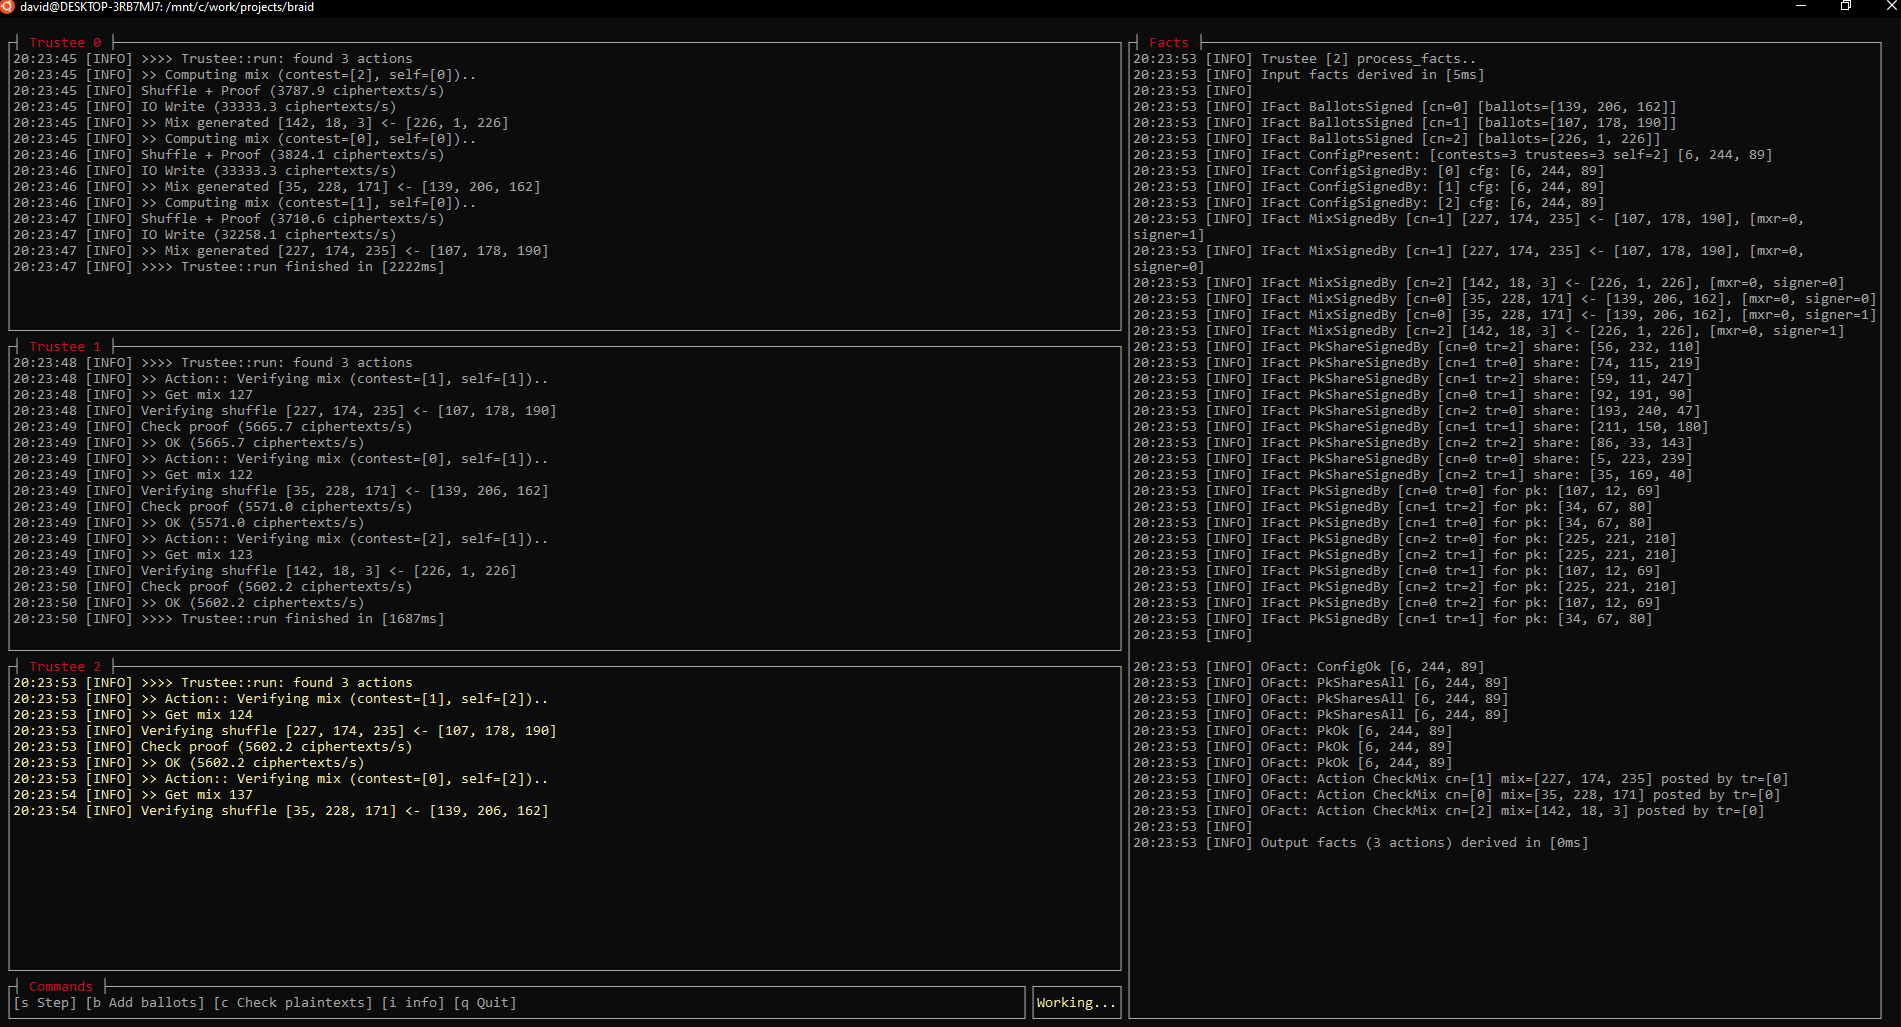 david@DESKTOP-3RB7MJ7: /mnt/c/work/projects/braid
Trustee 0
20:23:45 [INFO] >>>> Trustee::run: found 3 actions
20:23:45 [INFO] >> Computing mix (contest=[2], self=[0])..
20:23:45 [INFO] Shuffle + Proof (3787.9 ciphertexts/s)
20:23:45 [INFO] IO Write (33333.3 ciphertexts/s)
20:23:45 [INFO] >> Mix generated [142, 18, 3] <- [226, 1, 226]
20:23:45 [INFO] >> Computing mix (contest=[0], self=[0])..
20:23:46 [INFO] Shuffle + Proof (3824.1 ciphertexts/s)
20:23:46 [INFO] IO Write (33333.3 ciphertexts/s)
20:23:46 [INFO] >> Mix generated [35, 228, 171] <- [139, 206, 162]
20:23:46 [INFO] >> Computing mix (contest=[1], self=[0])..
20:23:47 [INFO] Shuffle + Proof (3710.6 ciphertexts/s)
20:23:47 [INFO] IO Write (32258.1 ciphertexts/s)
20:23:47 [INFO] >> Mix generated [227, 174, 235] <- [107, 178, 190]
20:23:47 [INFO] >>>> Trustee::run finished in [2222ms]
Trustee 1
20:23:48 [INFO] >>>> Trustee::run: found 3 actions
20:23:48 [INFO] >> Action:: Verifying mix (contest=[1], self=[1])..
20:23:48 [INFO] >> Get mix 127
20:23:48 [INFO] Verifying shuffle [227, 174, 235] <- [107, 178, 190]
20:23:49 [INFO] Check proof (5665.7 ciphertexts/s)
20:23:49 [INFO] >> OK (5665.7 ciphertexts/s)
20:23:49 [INFO] >> Action:: Verifying mix (contest=[0], self=[1])..
20:23:49 [INFO] >> Get mix 122
20:23:49 [INFO] Verifying shuffle [35, 228, 171] <- [139, 206, 162]
20:23:49 [INFO] Check proof (5571.0 ciphertexts/s)
20:23:49 [INFO] >> OK (5571.0 ciphertexts/s)
20:23:49 [INFO] >> Action:: Verifying mix (contest=[2], self=[1])..
20:23:49 [INFO] >> Get mix 123
20:23:49 [INFO] Verifying shuffle [142, 18, 3] <- [226, 1, 226]
20:23:50 [INFO] Check proof (5602.2 ciphertexts/s)
20:23:50 [INFO] >> OK (5602.2 ciphertexts/s)
20:23:50 [INFO] >>>> Trustee::run finished in [1687ms]
Trustee 2
20:23:53 [INFO] >>>> Trustee::run: found 3 actions
20:23:53 [INFO] >> Action:: Verifying mix (contest=[1], self=[2])..
20:23:53 [INFO] >> Get mix 124
20:23:53 [INFO] Verifying shuffle [227, 174, 235] <- [107, 178, 190]
20:23:53 [INFO] Check proof (5602.2 ciphertexts/s)
20:23:53 [INFO] >> OK (5602.2 ciphertexts/s)
20:23:53 [INFO] >> Action:: Verifying mix (contest=[0], self=[2])..
20:23:54 [INFO] >> Get mix 137
20:23:54 [INFO] Verifying shuffle [35, 228, 171] <- [139, 206, 162]
Commands
[s Step] [b Add ballots] [c Check plaintexts] [i info] [q Quit]
Working...
Facts
20:23:53 [INFO] Trustee [2] process_facts..
20:23:53 [INFO] Input facts derived in [5ms]
20:23:53 [INFO]
20:23:53 [INFO] IFact BallotsSigned [cn=0] [ballots=[139, 206, 162]]
20:23:53 [INFO] IFact BallotsSigned [cn=1] [ballots=[107, 178, 190]]
20:23:53 [INFO] IFact BallotsSigned [cn=2] [ballots=[226, 1, 226]]
20:23:53 [INFO] IFact ConfigPresent: [contests=3 trustees=3 self=2] [6, 244, 89]
20:23:53 [INFO] IFact ConfigSignedBy: [0] cfg: [6, 244, 89]
20:23:53 [INFO] IFact ConfigSignedBy: [1] cfg: [6, 244, 89]
20:23:53 [INFO] IFact ConfigSignedBy: [2] cfg: [6, 244, 89]
20:23:53 [INFO] IFact MixSignedBy [cn=1] [227, 174, 235] <- [107, 178, 190], [mxr=0,
signer=1]
20:23:53 [INFO] IFact MixSignedBy [cn=1] [227, 174, 235] <- [107, 178, 190], [mxr=0,
signer=0]
20:23:53 [INFO] IFact MixSignedBy [cn=2] [142, 18, 3] <- [226, 1, 226], [mxr=0, signer=0]
20:23:53 [INFO] IFact MixSignedBy [cn=0] [35, 228, 171] <- [139, 206, 162], [mxr=0, signer=0]
20:23:53 [INFO] IFact MixSignedBy [cn=0] [35, 228, 171] <- [139, 206, 162], [mxr=0, signer=1]
20:23:53 [INFO] IFact MixSignedBy [cn=2] [142, 18, 3] <- [226, 1, 226], [mxr=0, signer=1]
20:23:53 [INFO] IFact PkShareSignedBy [cn=0 tr=2] share: [56, 232, 110]
20:23:53 [INFO] IFact PkShareSignedBy [cn=1 tr=0] share: [74, 115, 219]
20:23:53 [INFO] IFact PkShareSignedBy [cn=1 tr=2] share: [59, 11, 247]
20:23:53 [INFO] IFact PkShareSignedBy [cn=0 tr=1] share: [92, 191, 90]
20:23:53 [INFO] IFact PkShareSignedBy [cn=2 tr=0] share: [193, 240, 47]
20:23:53 [INFO] IFact PkShareSignedBy [cn=1 tr=1] share: [211, 150, 180]
20:23:53 [INFO] IFact PkShareSignedBy [cn=2 tr=2] share: [86, 33, 143]
20:23:53 [INFO] IFact PkShareSignedBy [cn=0 tr=0] share: [5, 223, 239]
20:23:53 [INFO] IFact PkShareSignedBy [cn=2 tr=1] share: [35, 169, 40]
20:23:53 [INFO] IFact PkSignedBy [cn=0 tr=0] for pk: [107, 12, 69]
20:23:53 [INFO] IFact PkSignedBy [cn=1 tr=2] for pk: [34, 67, 80]
20:23:53 [INFO] IFact PkSignedBy [cn=1 tr=0] for pk: [34, 67, 80]
20:23:53 [INFO] IFact PkSignedBy [cn=2 tr=0] for pk: [225, 221, 210]
20:23:53 [INFO] IFact PkSignedBy [cn=2 tr=1] for pk: [225, 221, 210]
20:23:53 [INFO] IFact PkSignedBy [cn=0 tr=1] for pk: [107, 12, 69]
20:23:53 [INFO] IFact PkSignedBy [cn=2 tr=2] for pk: [225, 221, 210]
20:23:53 [INFO] IFact PkSignedBy [cn=0 tr=2] for pk: [107, 12, 69]
20:23:53 [INFO] IFact PkSignedBy [cn=1 tr=1] for pk: [34, 67, 80]
20:23:53 [INFO]
20:23:53 [INFO] OFact: ConfigOk [6, 244, 89]
20:23:53 [INFO] OFact: PkSharesAll [6, 244, 89]
20:23:53 [INFO] OFact: PkSharesAll [6, 244, 89]
20:23:53 [INFO] OFact: PkSharesAll [6, 244, 89]
20:23:53 [INFO] OFact: PkOk [6, 244, 89]
20:23:53 [INFO] OFact: PkOk [6, 244, 89]
20:23:53 [INFO] OFact: PkOk [6, 244, 89]
20:23:53 [INFO] OFact: Action CheckMix cn=[1] mix=[227, 174, 235] posted by tr=[0]
20:23:53 [INFO] OFact: Action CheckMix cn=[0] mix=[35, 228, 171] posted by tr=[0]
20:23:53 [INFO] OFact: Action CheckMix cn=[2] mix=[142, 18, 3] posted by tr=[0]
20:23:53 [INFO]
20:23:53 [INFO] Output facts (3 actions) derived in [0ms]